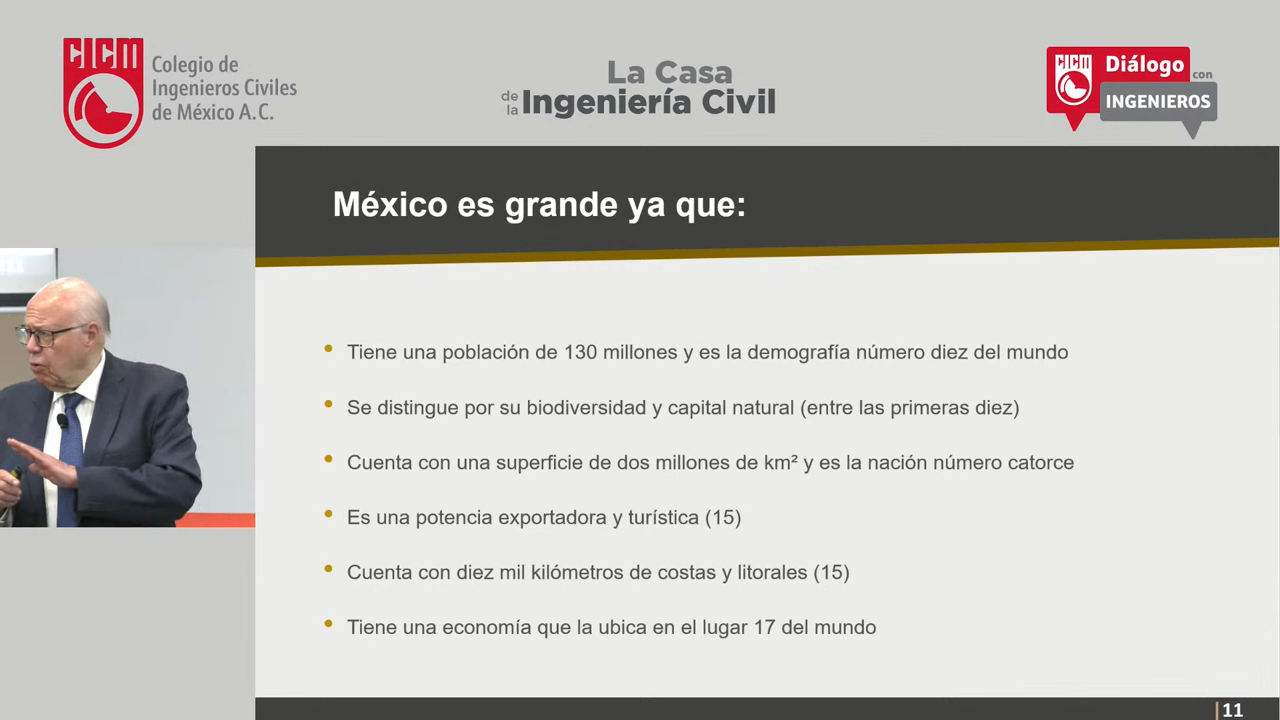 CICM
Colegio de
Ingenieros Civiles
de México A.C.
La Casa
de la Ingeniería Civil
CICM
Diálogo
con
INGENIEROS
México es grande ya que:
• Tiene una población de 130 millones y es la demografía número diez del mundo
• Se distingue por su biodiversidad y capital natural (entre las primeras diez)
• Cuenta con una superficie de dos millones de km² y es la nación número catorce
• Es una potencia exportadora y turística (15)
• Cuenta con diez mil kilómetros de costas y litorales (15)
• Tiene una economía que la ubica en el lugar 17 del mundo
11